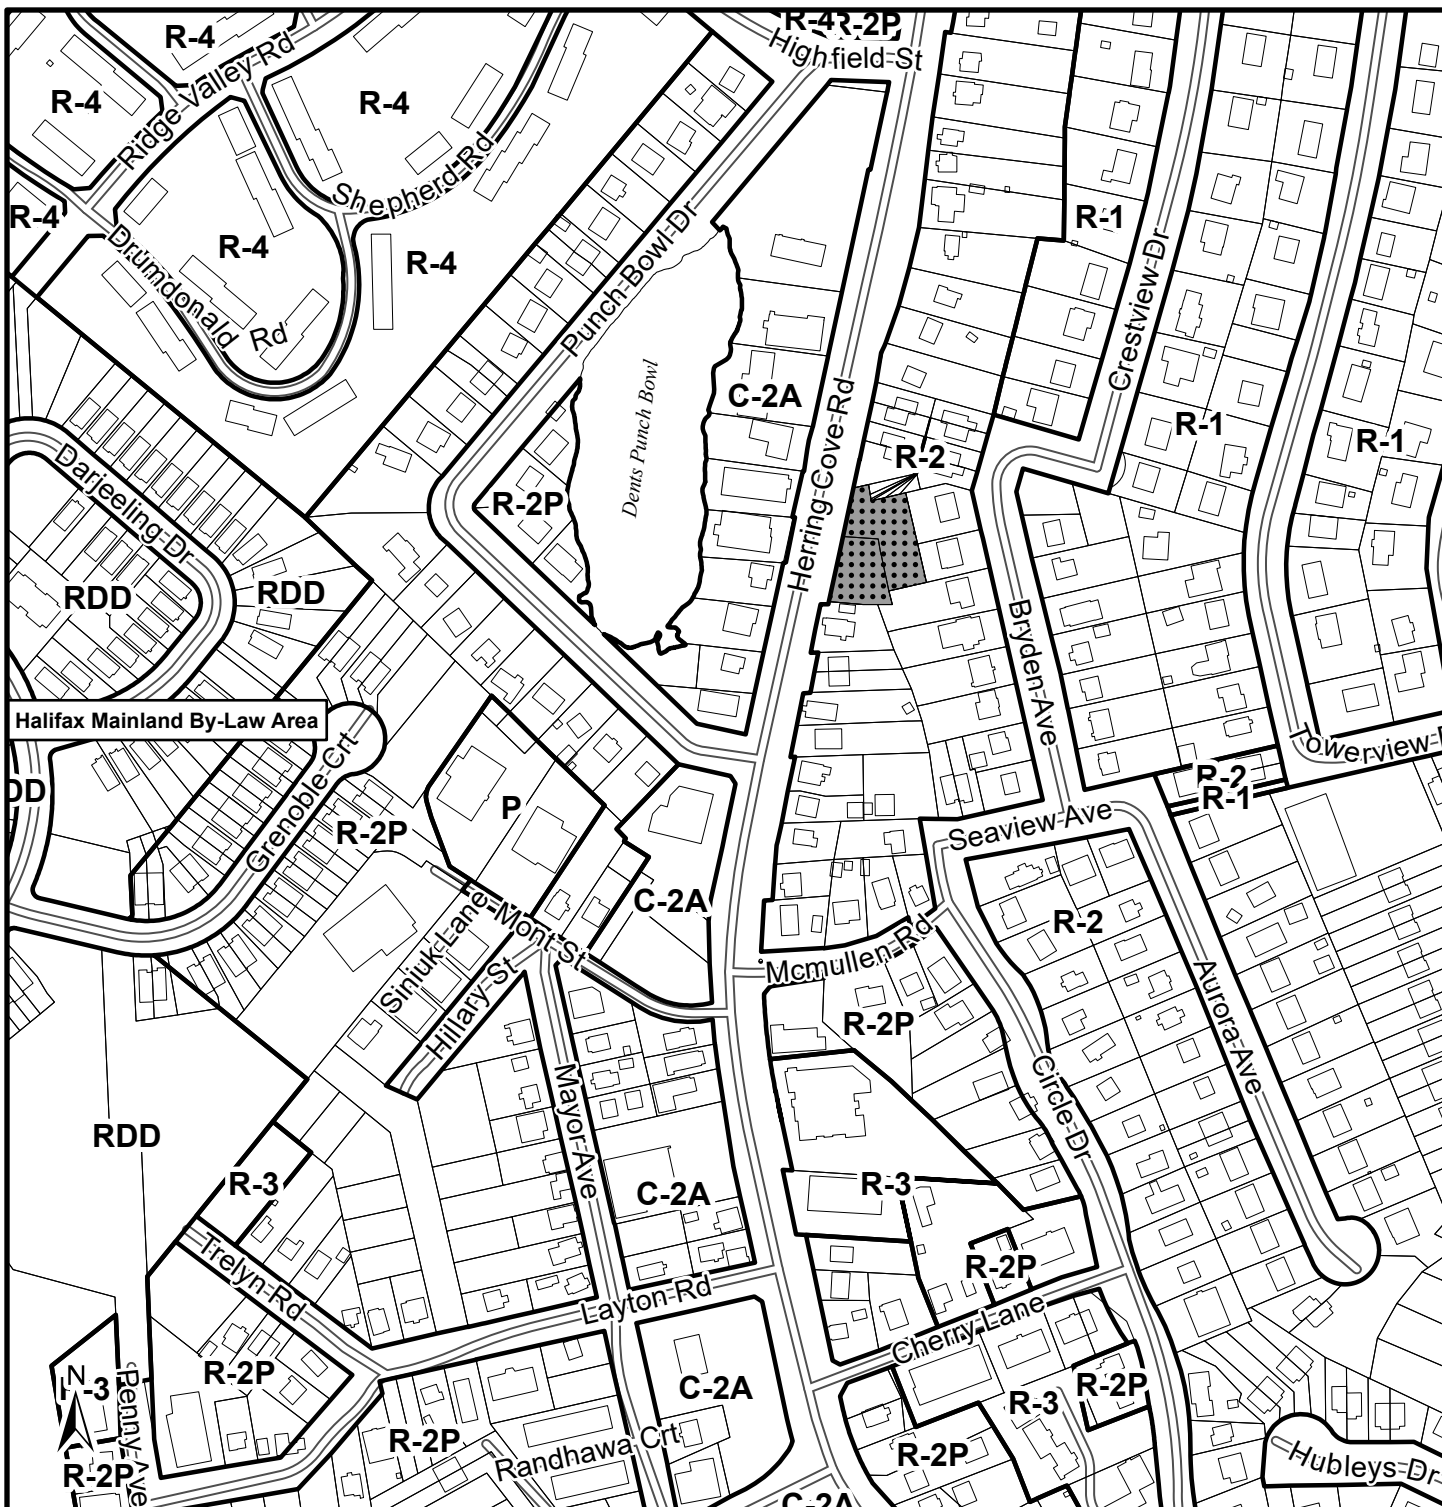 R-4
R-2P
R-4
Highfield St
Ridge Valley Rd
R-4
R-4
Shepherd Rd
R-4
R-1
R-4
R-4
Punch Bowl Dr
Drumdonald Rd
Crestview Dr
Dents Punch Bowl
C-2A
Herring Cove Rd
R-1
R-1
R-2
Darjeeling Dr
R-2P
RDD
RDD
Bryden Ave
Halifax Mainland By-Law Area
Towerview
R-2
R-1
Grenoble Crt
P
R-2P
Seaview Ave
C-2A
R-2
Mont St
Siniuk Lane
Mcmullen Rd
Hillary St
R-2P
Aurora Ave
Circle Dr
Mayor Ave
RDD
R-3
R-3
C-2A
Trelyn Rd
R-2P
Layton Rd
Cherry Lane
R-2P
N
-3
Penny Ave
C-2A
R-2P
R-3
R-2P
Randhawa Crt
R-2P
Hubleys Dr
R-2P
C-2A